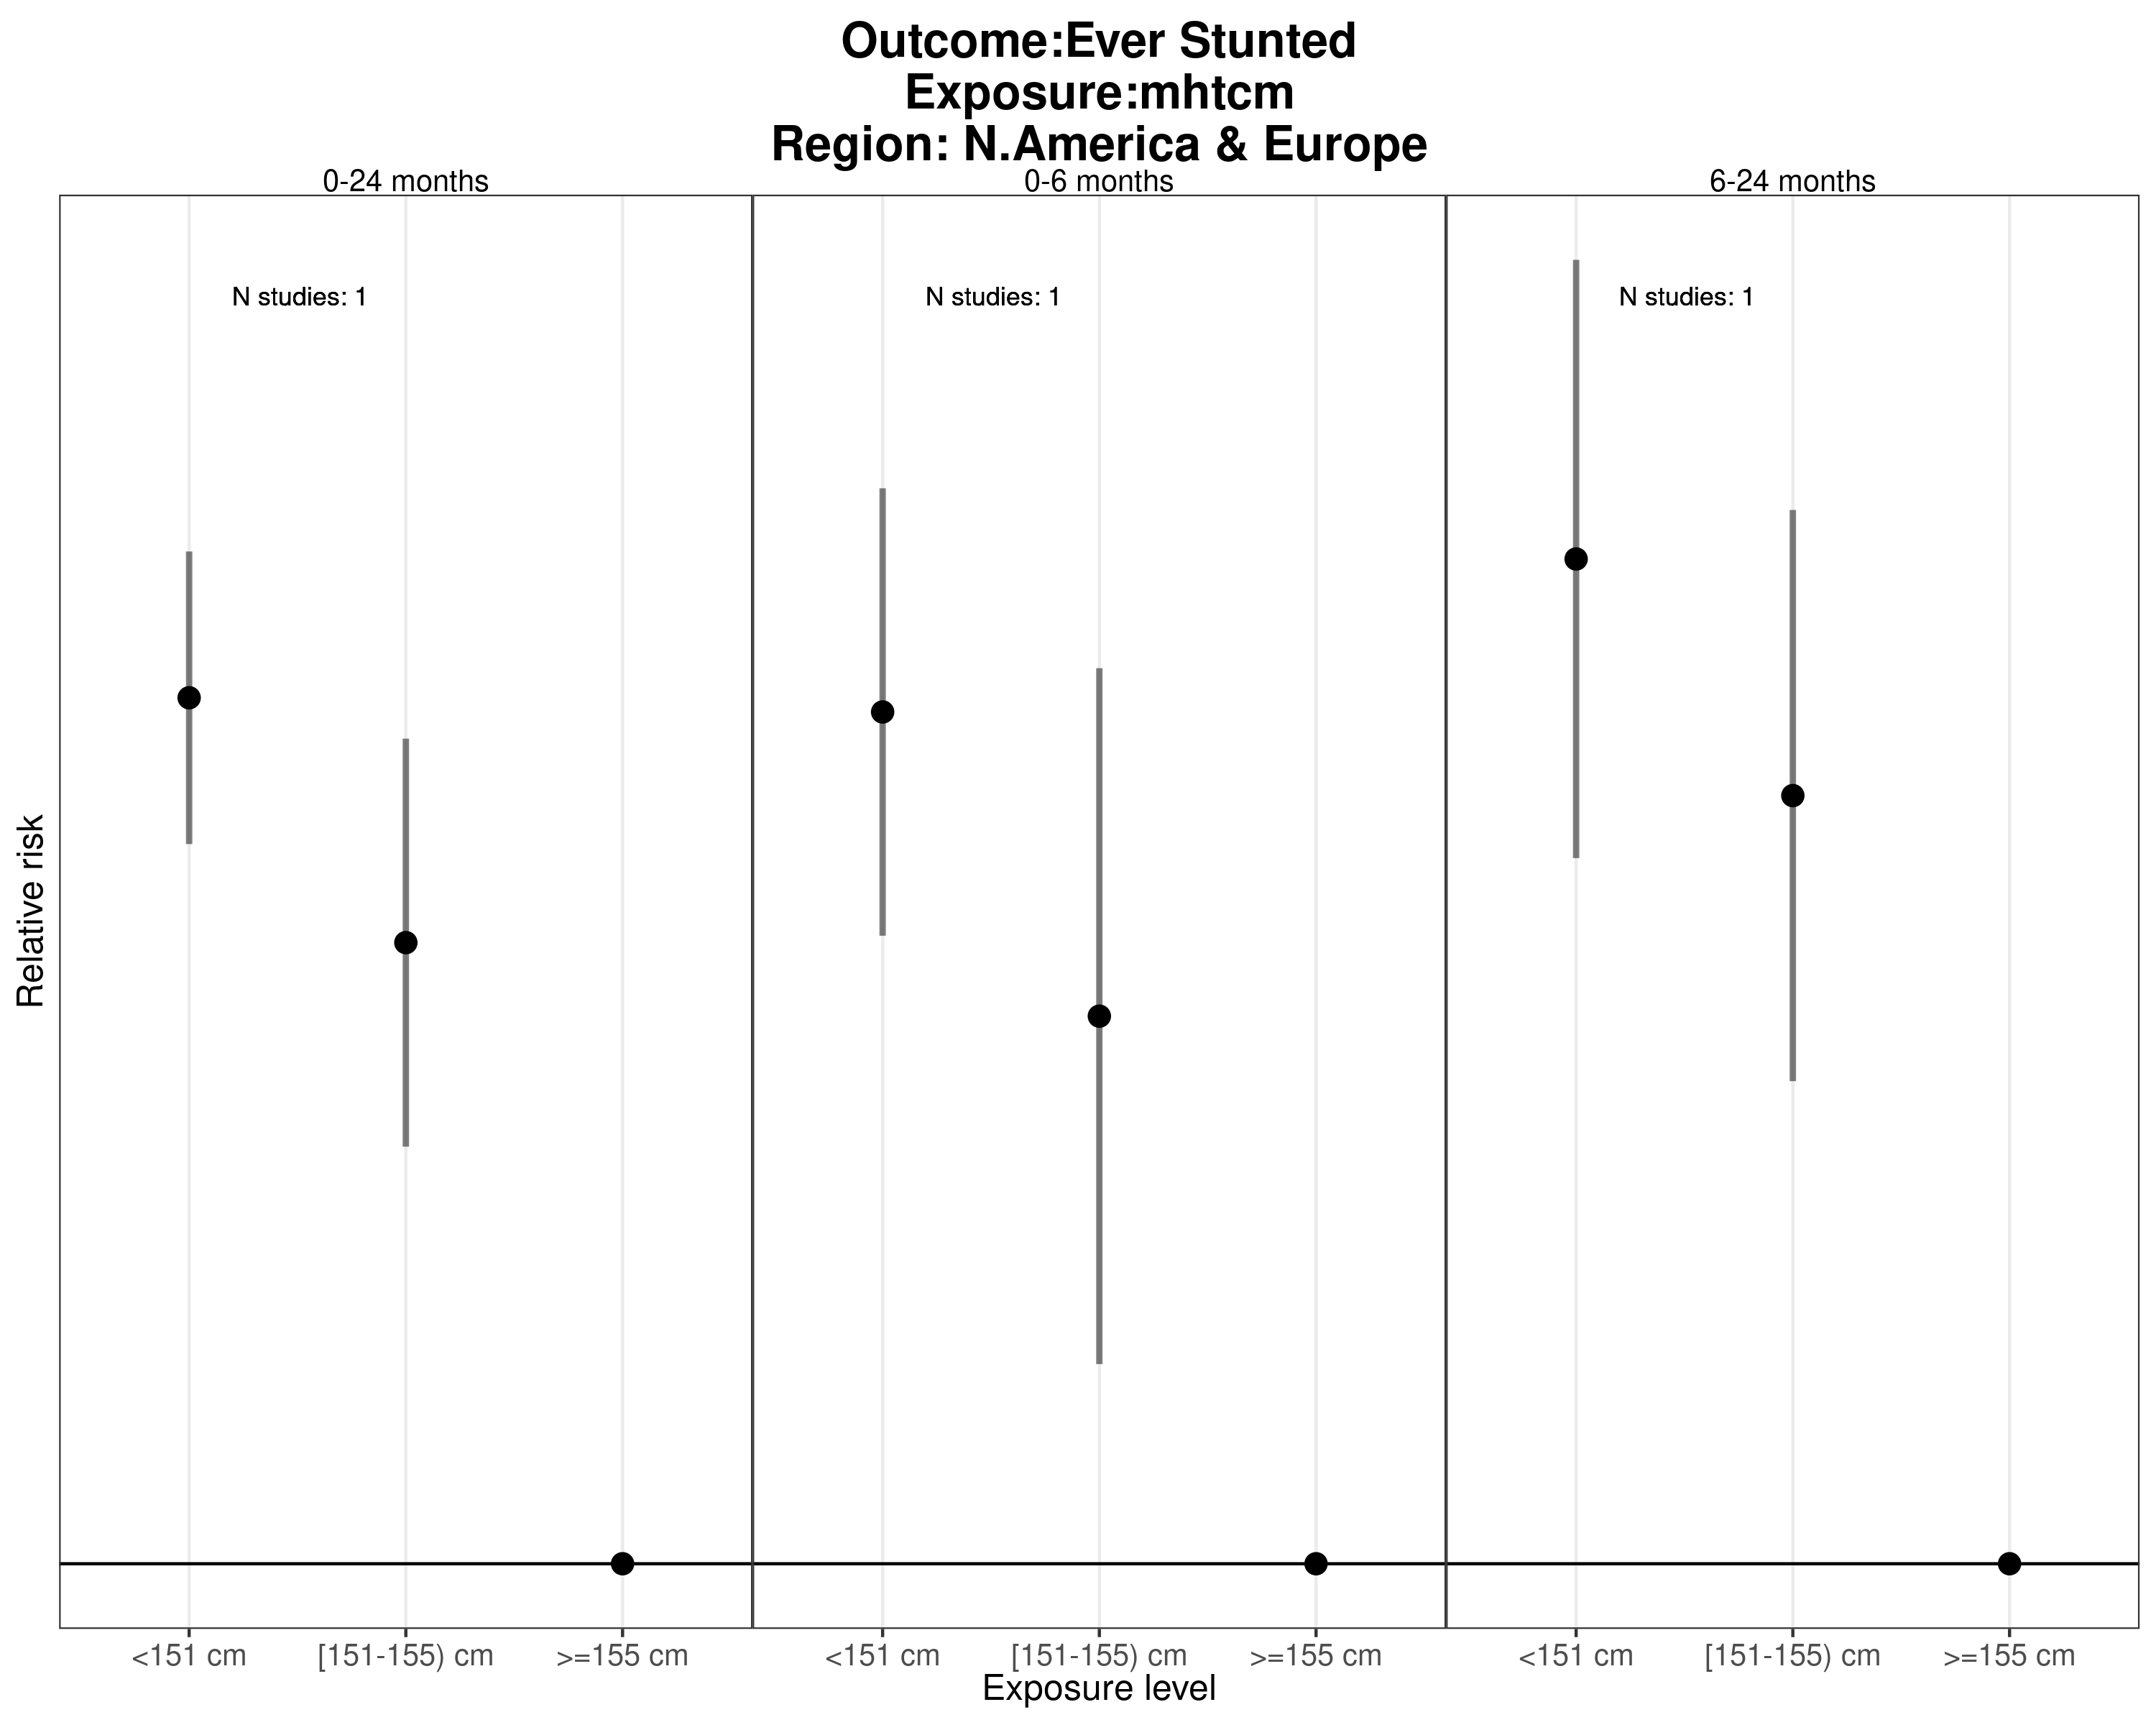 Outcome:Ever Stunted
Exposure:mhtcm
Region: N.America & Europe
0-24 months
0-6 months
6-24 months
N studies: 1
N studies: 1
N studies: 1
Relative risk
<151 cm
[151-155) cm
>=155 cm
<151 cm
[151-155) cm
>=155 cm
<151 cm
[151-155) cm
>=155 cm
Exposure level